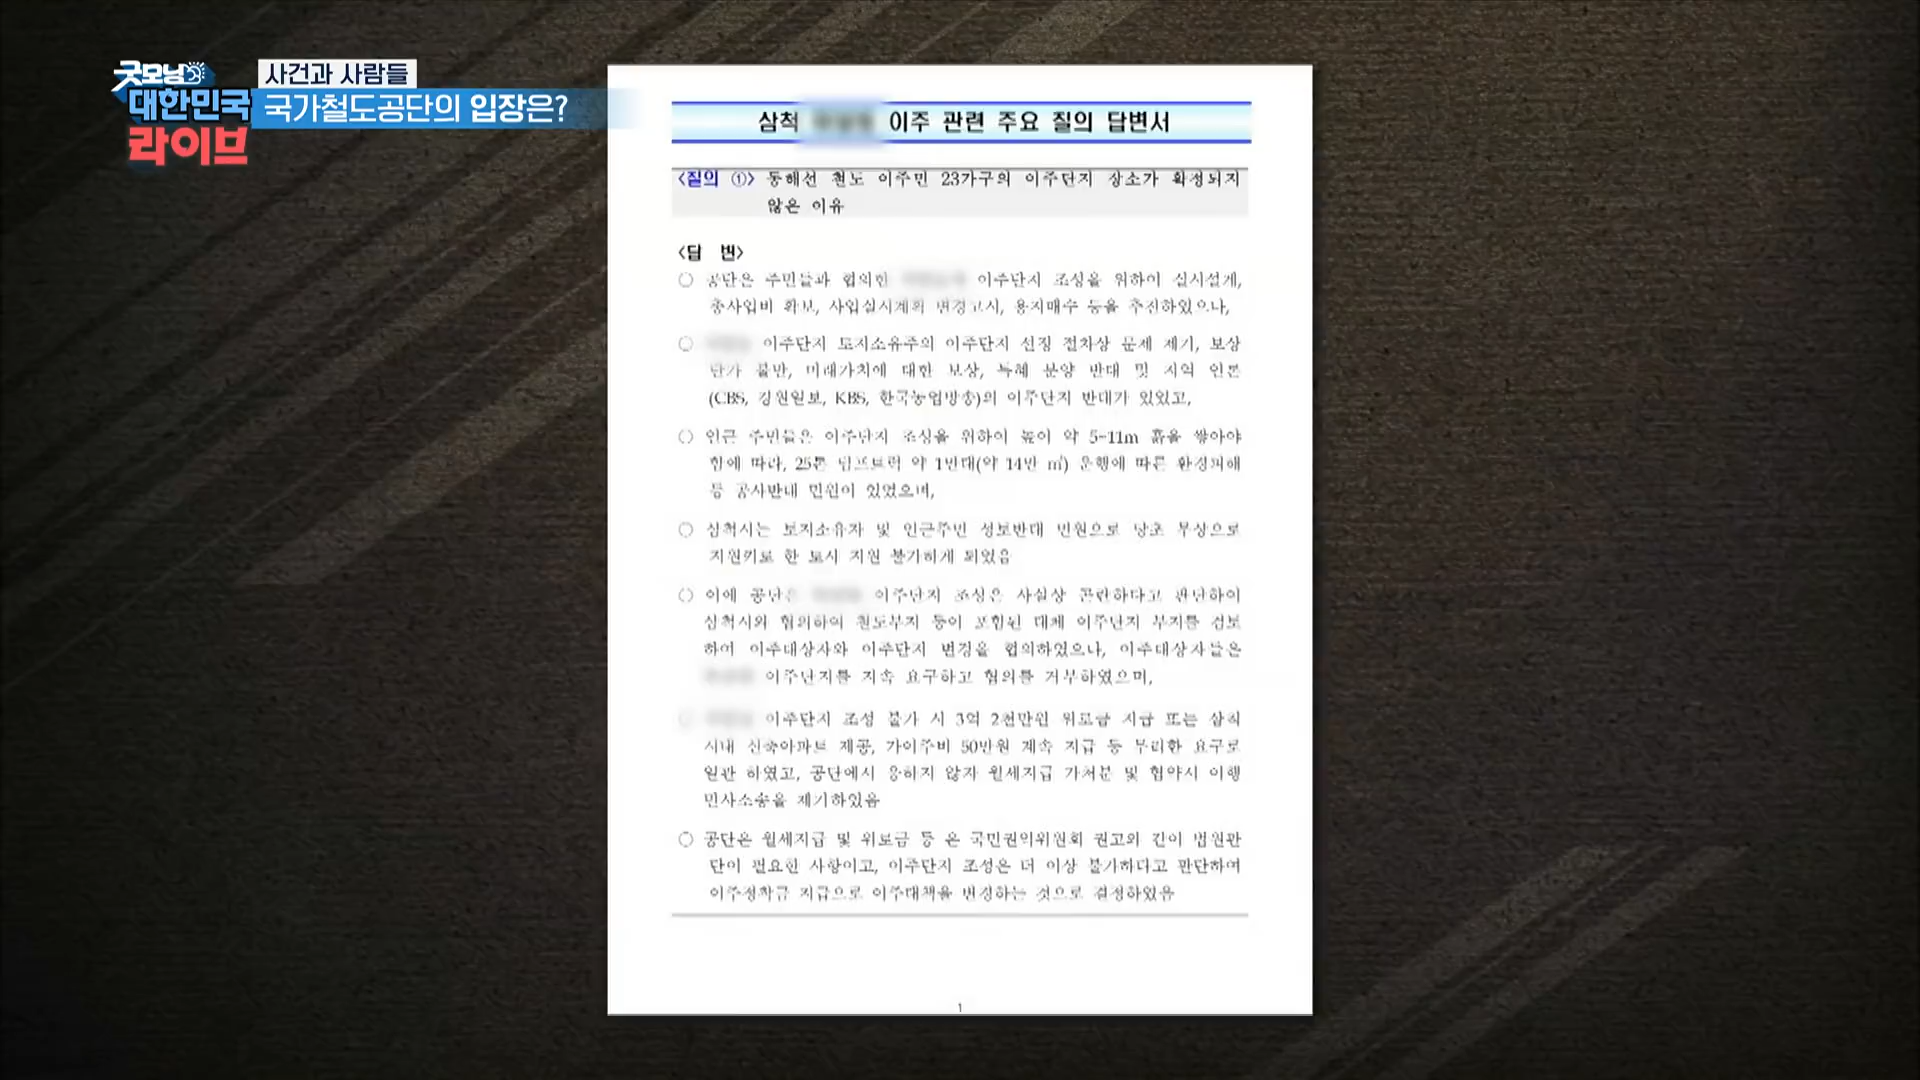 굿모닝
대한민국
라이브
사건과 사람들
국가철도공단의 입장은?
삼척 이주 관련 주요 질의 답변서
<질의 ①> 동해선 철도 이주민 23가구의 이주단지 장소가 확정되지
않은 이유
<답 변>
○ 공단은 주민들과 협의한 이주단지 조성을 위하여 실시설계,
총사업비 확보, 사업실시계획 변경고시, 용지매수 등을 추진하였으나,
○ 이주단지 토지소유주의 이주단지 선정 절차상 문제 제기, 보상
단가 불만, 미래가치에 대한 보상, 특혜 분양 반대 및 지역 언론
(CBS, 강원일보, KBS, 한국농업방송)의 이주단지 반대가 있었고,
○ 인근 주민들은 이주단지 조성을 위하여 높이 약 5~11m 흙을 쌓아야
함에 따라, 25톤 덤프트럭 약 1만대(약 14만 ㎥) 운행에 따른 환경피해
등 공사반대 민원이 있었으며,
○ 삼척시는 토지소유자 및 인근주민 성토반대 민원으로 당초 무상으로
지원키로 한 토사 지원 불가하게 되었음
○ 이에 공단은 이주단지 조성은 사실상 곤란하다고 판단하여
삼척시와 협의하여 철도부지 등이 포함된 대체 이주단지 부지를 검토
하여 이주대상자와 이주단지 변경을 협의하였으나, 이주대상자들은
이주단지를 지속 요구하고 협의를 거부하였으며,
○ 이주단지 조성 불가 시 3억 2천만원 위로금 지급 또는 삼척
시내 신축아파트 제공, 가이주비 50만원 계속 지급 등 무리한 요구로
일관 하였고, 공단에서 응하지 않자 월세지급 가처분 및 협약서 이행
민사소송을 제기하였음
○ 공단은 월세지급 및 위로금 등 은 국민권익위원회 권고와 같이 법원판
단이 필요한 사항이고, 이주단지 조성은 더 이상 불가하다고 판단하여
이주정착금 지급으로 이주대책을 변경하는 것으로 결정하였음
1